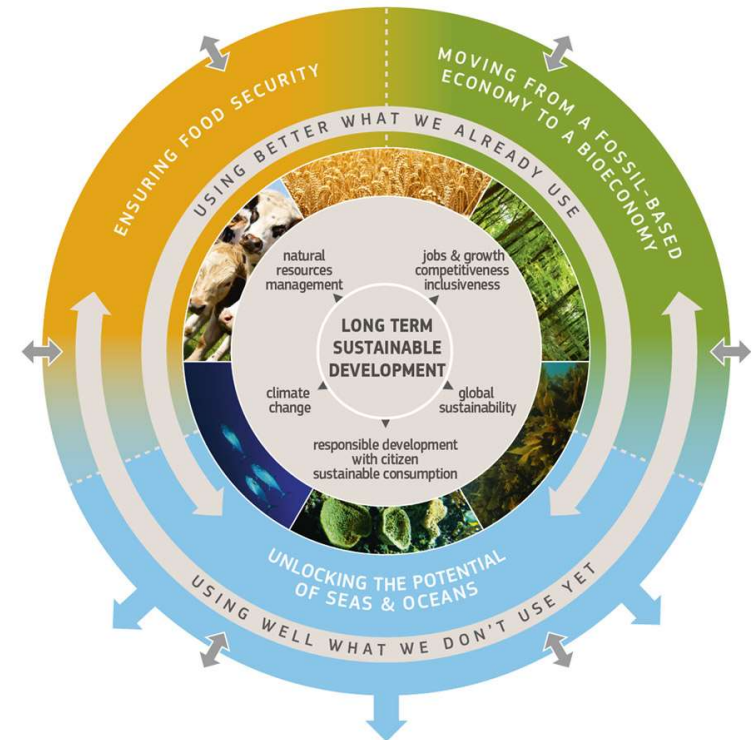 ENSURING FOOD SECURITY
MOVING FROM A FOSSIL-BASED
ECONOMY TO A BIOECONOMY
USING BETTER WHAT WE ALREADY USE
natural
resources
management
jobs & growth
competitiveness
inclusiveness
LONG TERM
SUSTAINABLE
DEVELOPMENT
climate
change
global
sustainability
responsible development
with citizen
sustainable consumption
UNLOCKING THE POTENTIAL
OF SEAS & OCEANS
USING WELL WHAT WE DON'T USE YET